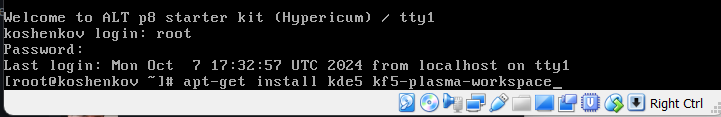 Welcome to ALT p8 starter kit (Hypericum) / tty1
koshenkov login: root
Password:
Last login: Mon Oct  7 17:32:57 UTC 2024 from localhost on tty1
[root@koshenkov ~]# apt-get install kde5 kf5-plasma-workspace_
Right Ctrl